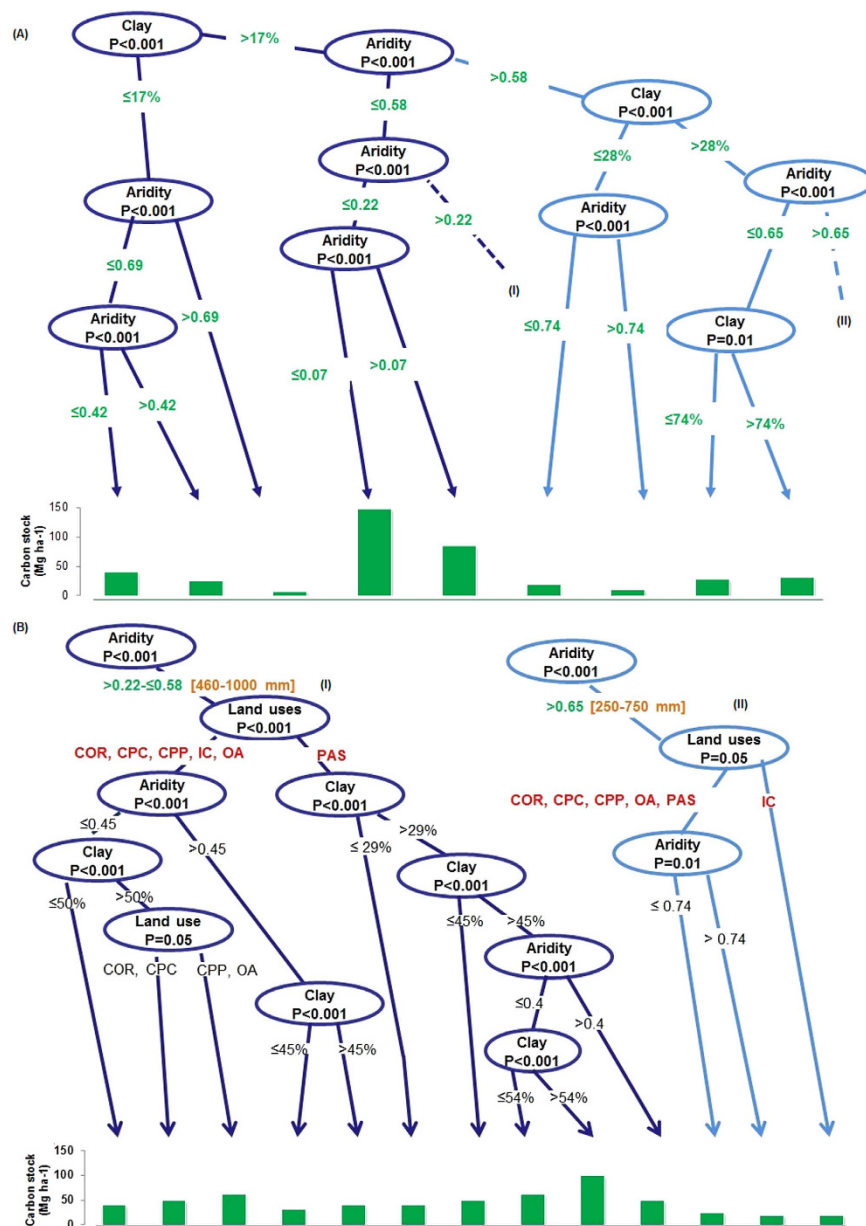 (A)
Clay
P<0.001
>17%
Aridity
P<0.001
>0.58
≤17%
≤0.58
Clay
P<0.001
Aridity
P<0.001
≤28%
>28%
Aridity
P<0.001
Aridity
P<0.001
≤0.22
>0.22
Aridity
P<0.001
Aridity
P<0.001
≤0.65
>0.65
≤0.69
>0.69
(I)
≤0.74
>0.74
(II)
Aridity
P<0.001
Clay
P=0.01
≤0.07
>0.07
≤0.42
>0.42
≤74%
>74%
Carbon stock
(Mg ha-1)
150
100
50
0
(B)
Aridity
P<0.001
Aridity
P<0.001
>0.22-≤0.58 [460-1000 mm]
(I)
>0.65 [250-750 mm]
(II)
Land uses
P<0.001
Land uses
P=0.05
COR, CPC, CPP, IC, OA
PAS
COR, CPC, CPP, OA, PAS
IC
Aridity
P<0.001
Clay
P<0.001
≤0.45
>0.45
≤ 29%
>29%
Clay
P<0.001
Aridity
P=0.01
Clay
P<0.001
≤50%
>50%
≤45%
>45%
≤ 0.74
> 0.74
Land use
P=0.05
COR, CPC
CPP, OA
Aridity
P<0.001
Clay
P<0.001
≤0.4
>0.4
≤45%
>45%
Clay
P<0.001
≤54%
>54%
Carbon stock
(Mg ha-1)
150
100
50
0